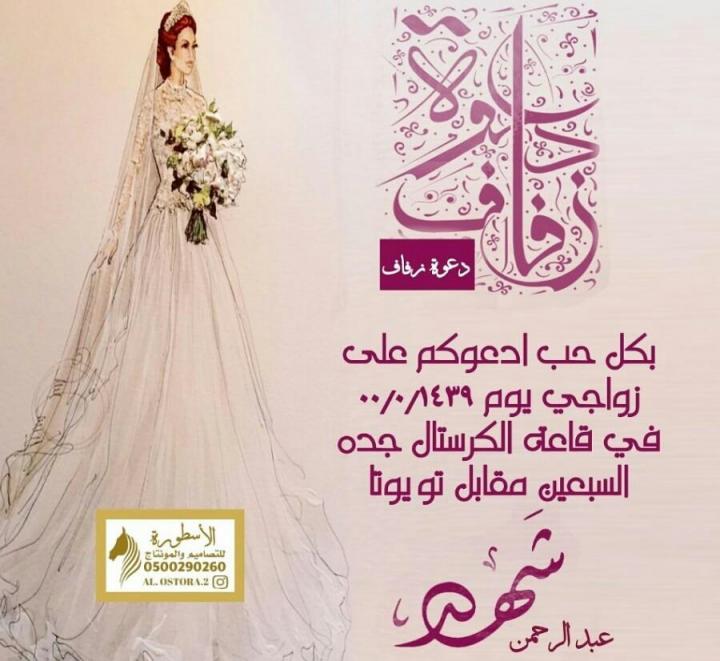 دعوة زفاف
دعوة زفاف
بكل حب ادعوكم على
زواجي يوم ٠٠/٠/١٤٣٩
في قاعة الكرستال جده
السبعين مقابل تويوتا
شهد
عبد الرحمن
الأسطورة
للتصاميم والمونتاج
0500290260
AL. OSTORA.2